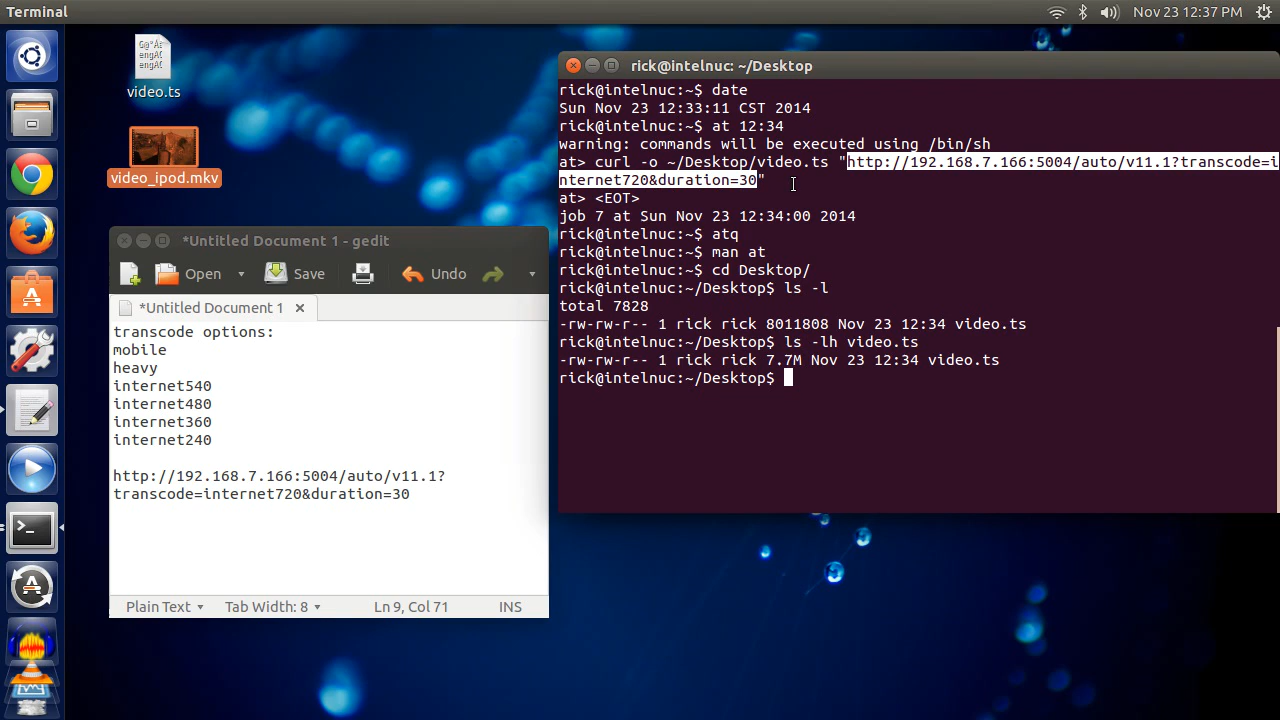 Terminal
Nov 23 12:37 PM
video.ts
video_ipod.mkv
rick@intelnuc: ~/Desktop
rick@intelnuc:~$ date
Sun Nov 23 12:33:11 CST 2014
rick@intelnuc:~$ at 12:34
warning: commands will be executed using /bin/sh
at> curl -o ~/Desktop/video.ts "http://192.168.7.166:5004/auto/v11.1?transcode=i
nternet720&duration=30"
at> <EOT>
job 7 at Sun Nov 23 12:34:00 2014
rick@intelnuc:~$ atq
rick@intelnuc:~$ man at
rick@intelnuc:~$ cd Desktop/
rick@intelnuc:~/Desktop$ ls -l
total 7828
-rw-rw-r-- 1 rick rick 8011808 Nov 23 12:34 video.ts
rick@intelnuc:~/Desktop$ ls -lh video.ts
-rw-rw-r-- 1 rick rick 7.7M Nov 23 12:34 video.ts
rick@intelnuc:~/Desktop$
*Untitled Document 1 - gedit
Open Save Undo
*Untitled Document 1
transcode options:
mobile
heavy
internet540
internet480
internet360
internet240
http://192.168.7.166:5004/auto/v11.1?
transcode=internet720&duration=30
Plain Text Tab Width: 8 Ln 9, Col 71 INS